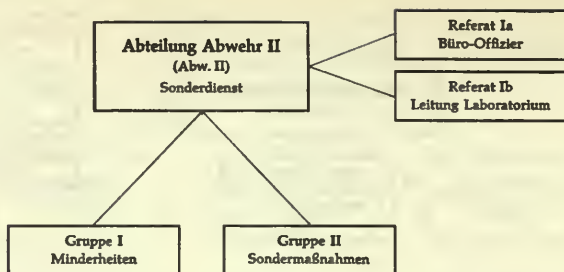 Abteilung Abwehr II
(Abw. II)
Sonderdienst
Referat Ia
Büro-Offizier
Referat Ib
Leitung Laboratorium
Gruppe I
Minderheiten
Gruppe II
Sondermaßnahmen